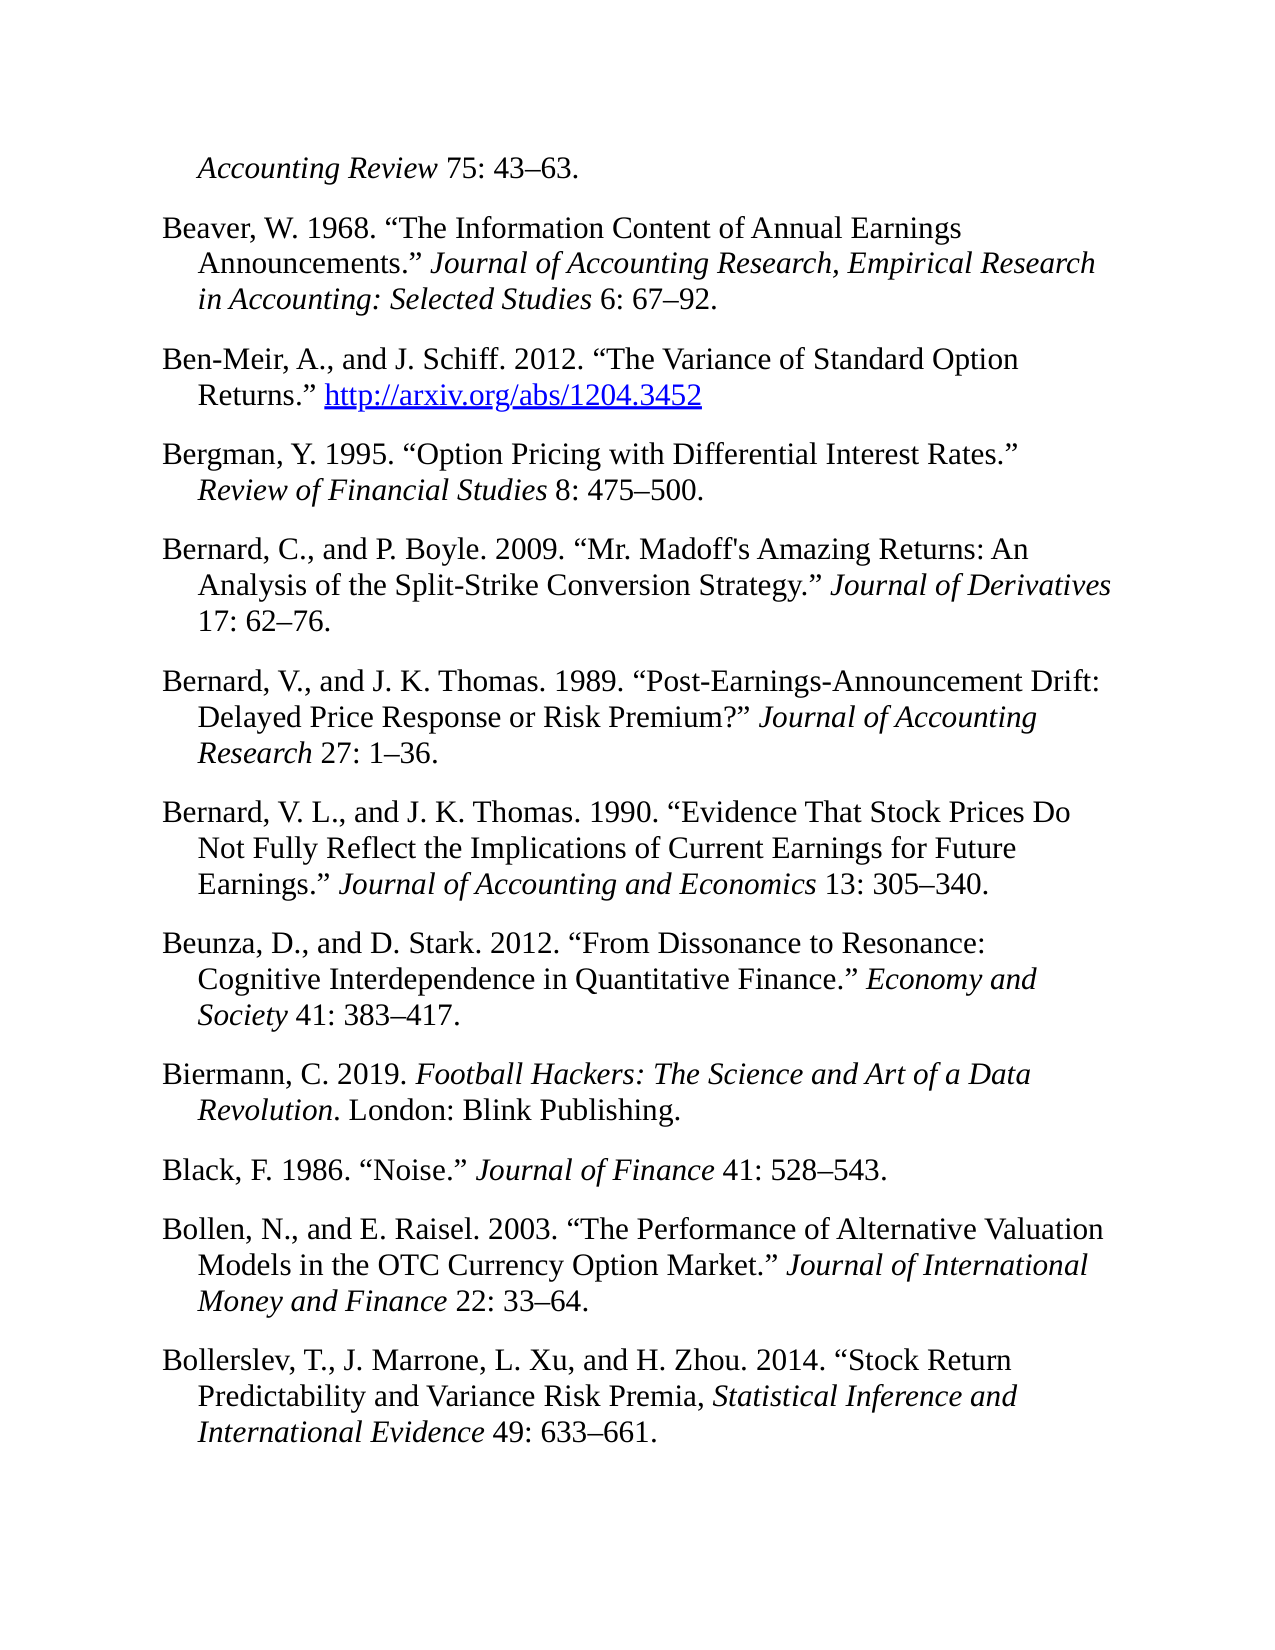 Accounting Review 75: 43–63.
Beaver, W. 1968. “The Information Content of Annual Earnings
Announcements.” Journal of Accounting Research, Empirical Research
in Accounting: Selected Studies 6: 67–92.
Ben-Meir, A., and J. Schiff. 2012. “The Variance of Standard Option
Returns.” http://arxiv.org/abs/1204.3452
Bergman, Y. 1995. “Option Pricing with Differential Interest Rates.”
Review of Financial Studies 8: 475–500.
Bernard, C., and P. Boyle. 2009. “Mr. Madoff's Amazing Returns: An
Analysis of the Split-Strike Conversion Strategy.” Journal of Derivatives
17: 62–76.
Bernard, V., and J. K. Thomas. 1989. “Post-Earnings-Announcement Drift:
Delayed Price Response or Risk Premium?” Journal of Accounting
Research 27: 1–36.
Bernard, V. L., and J. K. Thomas. 1990. “Evidence That Stock Prices Do
Not Fully Reflect the Implications of Current Earnings for Future
Earnings.” Journal of Accounting and Economics 13: 305–340.
Beunza, D., and D. Stark. 2012. “From Dissonance to Resonance:
Cognitive Interdependence in Quantitative Finance.” Economy and
Society 41: 383–417.
Biermann, C. 2019. Football Hackers: The Science and Art of a Data
Revolution. London: Blink Publishing.
Black, F. 1986. “Noise.” Journal of Finance 41: 528–543.
Bollen, N., and E. Raisel. 2003. “The Performance of Alternative Valuation
Models in the OTC Currency Option Market.” Journal of International
Money and Finance 22: 33–64.
Bollerslev, T., J. Marrone, L. Xu, and H. Zhou. 2014. “Stock Return
Predictability and Variance Risk Premia, Statistical Inference and
International Evidence 49: 633–661.